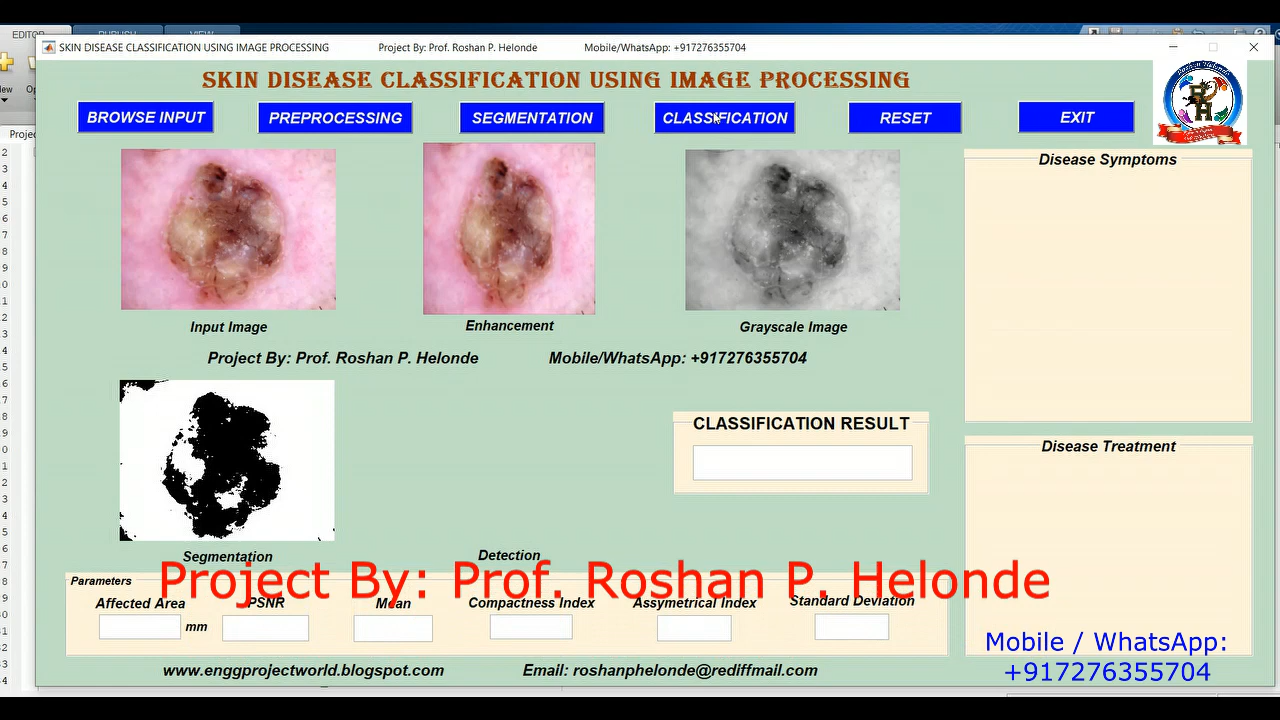 EDITOR PUBLISH VIEW
SKIN DISEASE CLASSIFICATION USING IMAGE PROCESSING Project By: Prof. Roshan P. Helonde Mobile/WhatsApp: +917276355704
SKIN DISEASE CLASSIFICATION USING IMAGE PROCESSING
BROWSE INPUT PREPROCESSING SEGMENTATION CLASSIFICATION RESET EXIT
Disease Symptoms
Input Image Enhancement Grayscale Image
Project By: Prof. Roshan P. Helonde Mobile/WhatsApp: +917276355704
CLASSIFICATION RESULT
Disease Treatment
Segmentation Detection
Project By: Prof. Roshan P. Helonde
Parameters
Affected Area PSNR Mean Compactness Index Assymetrical Index Standard Deviation
mm
Mobile / WhatsApp:
+917276355704
www.enggprojectworld.blogspot.com Email: roshanphelonde@rediffmail.com